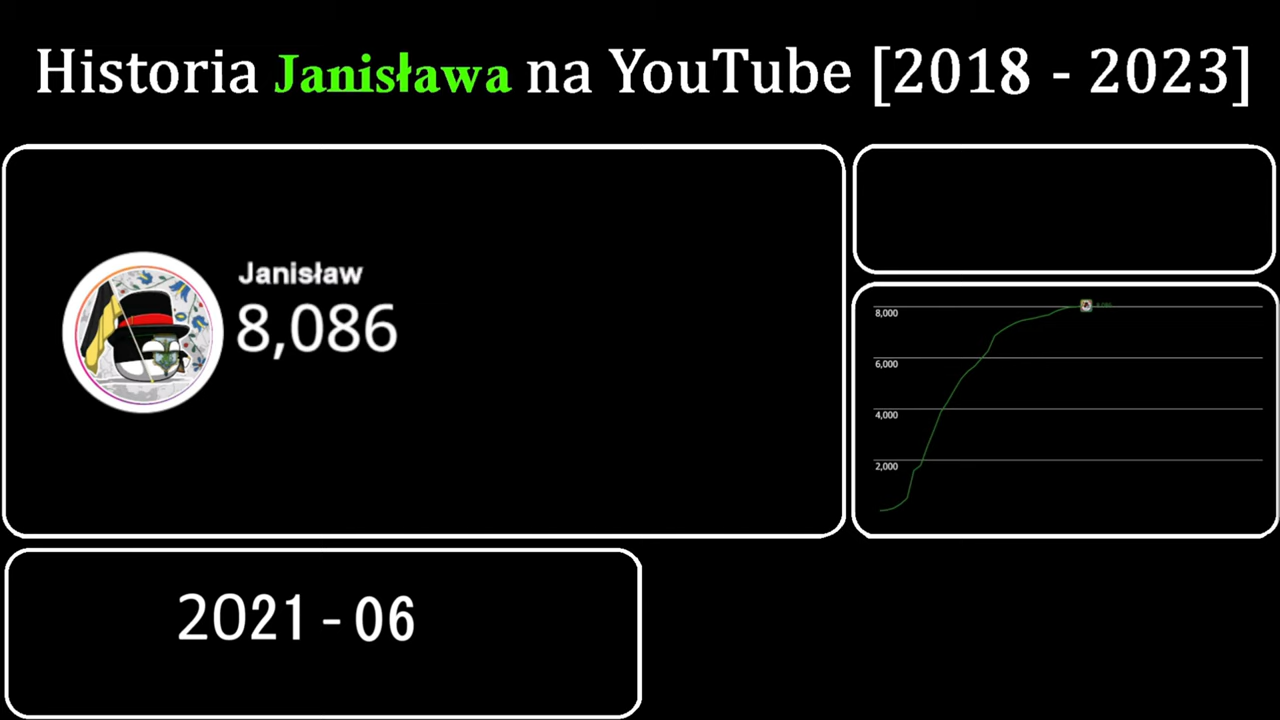 Historia Janisława na YouTube [2018 - 2023]
Janisław
8,086
8,000
6,000
4,000
2,000
2021 - 06